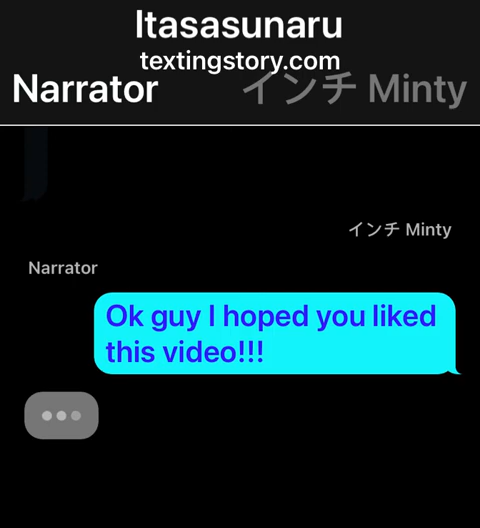 Itasasunaru
textingstory.com
Narrator インチ Minty
インチ Minty
Narrator
Ok guy I hoped you liked
this video!!!